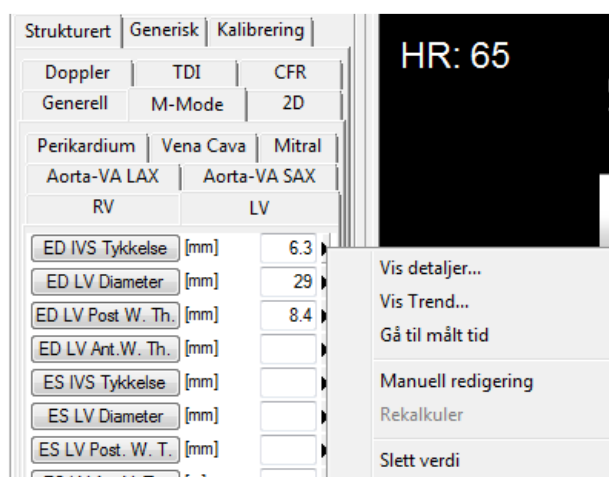 Strukturert Generisk Kalibrering
Doppler TDI CFR
Generell M-Mode 2D
Perikardium Vena Cava Mitral
Aorta-VA LAX Aorta-VA SAX
RV LV
ED IVS Tykkelse [mm] 6.3
ED LV Diameter [mm] 29
ED LV Post W. Th. [mm] 8.4
ED LV Ant.W. Th. [mm]
ES IVS Tykkelse [mm]
ES LV Diameter [mm]
ES LV Post. W. T. [mm]
HR: 65
Vis detaljer...
Vis Trend...
Gå til målt tid
Manuell redigering
Rekalkuler
Slett verdi